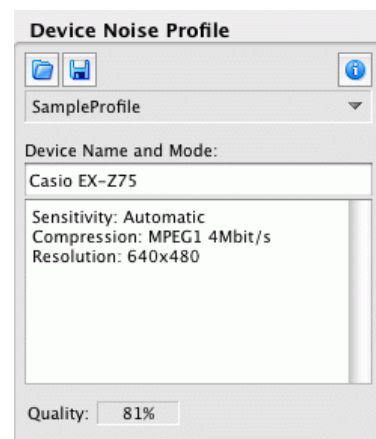 Device Noise Profile
SampleProfile
Device Name and Mode:
Casio EX-Z75
Sensitivity: Automatic
Compression: MPEG1 4Mbit/s
Resolution: 640x480
Quality: 81%